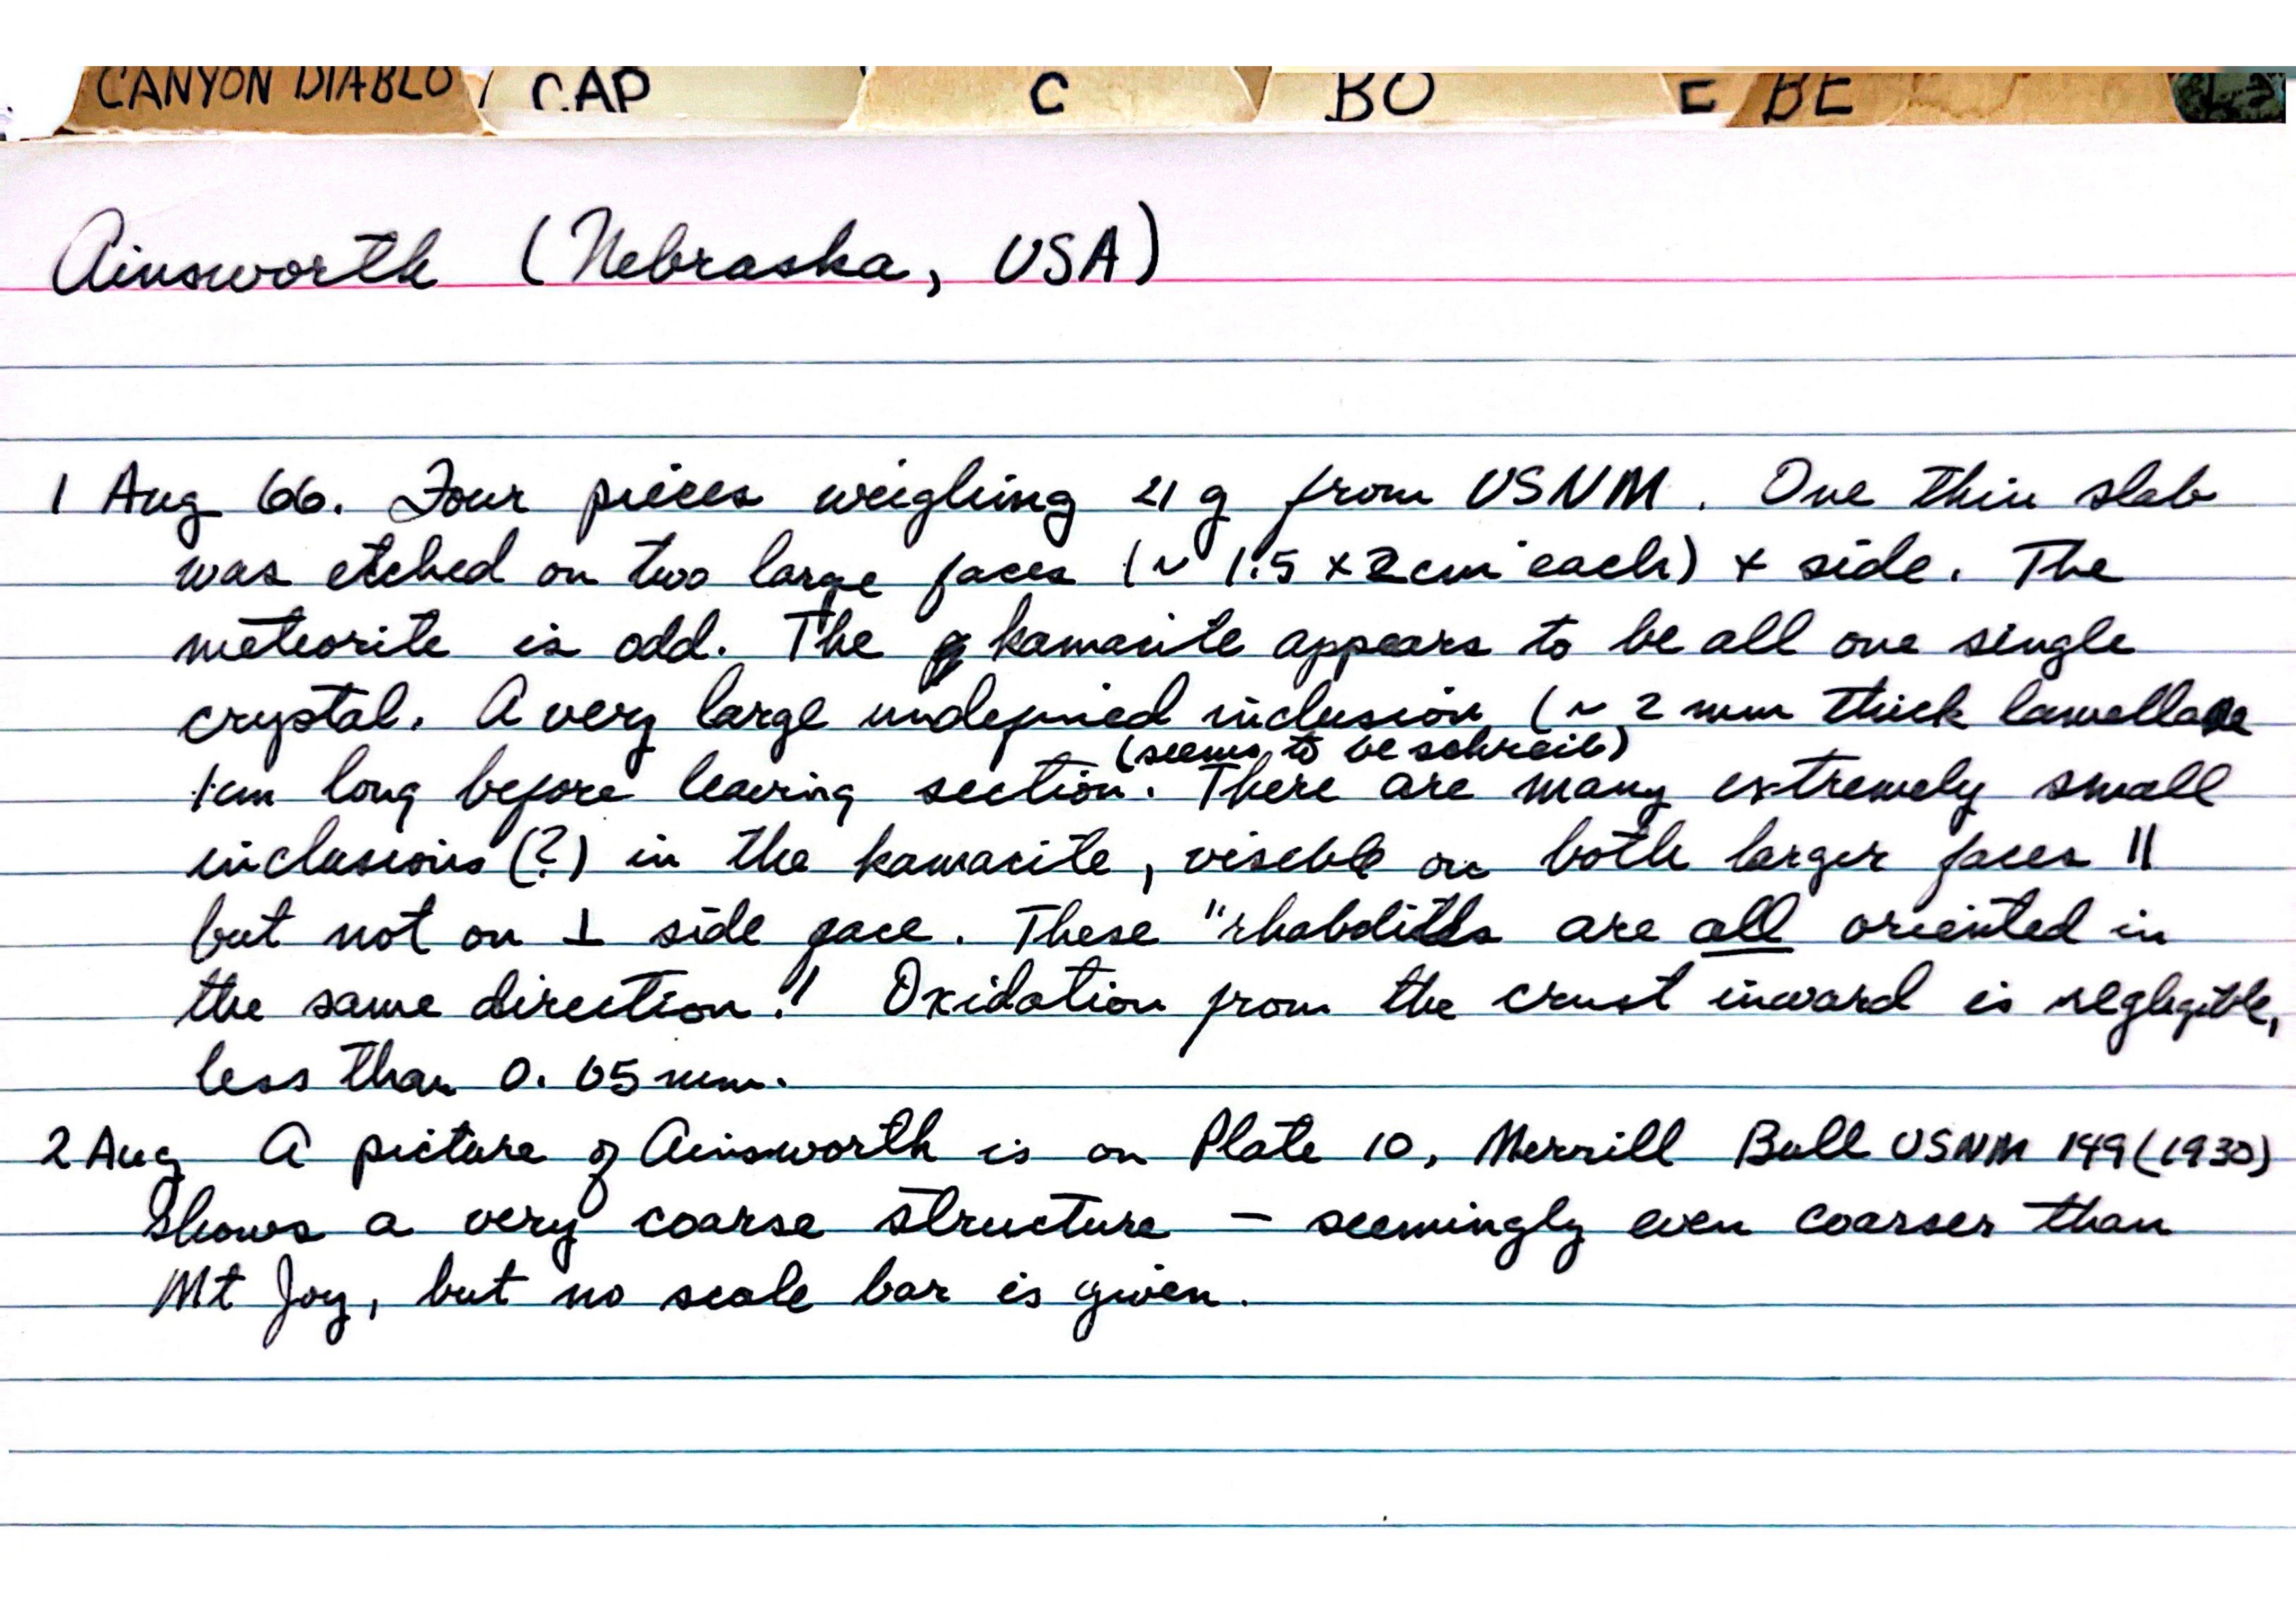 CANYON DIABLO CAP C BO E BE
Ainsworth (Nebraska, USA)
1 Aug 66. Four pieces weighing 21 g from USNM. One thin slab
was etched on two large faces (~ 1.5 x 2 cm each) + side. The
meteorite is odd. The kamacite appears to be all one single
crystal. A very large undefined inclusion (~ 2 mm thick lamellae
(seems to be schreib)
1 cm long before leaving section. There are many extremely small
inclusions (?) in the kamacite, visible on both larger faces ||
but not on ⊥ side face. These "rhabdites are all oriented in
the same direction! Oxidation from the crust inward is negligible,
less than 0.05 mm.
2 Aug A picture of Ainsworth is on Plate 10, Merrill Bull USNM 149 (1930)
Shows a very coarse structure – seemingly even coarser than
Mt Joy, but no scale bar is given.